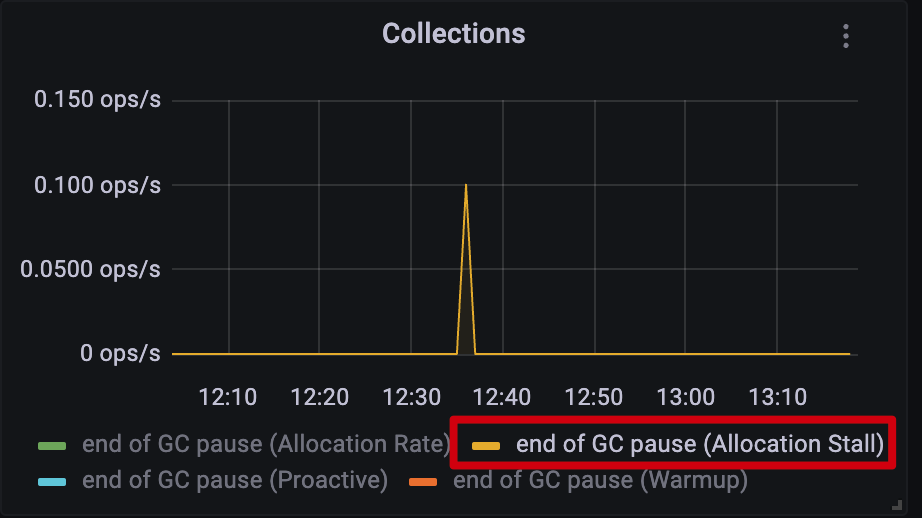 Collections
0.150 ops/s
0.100 ops/s
0.0500 ops/s
0 ops/s
12:10 12:20 12:30 12:40 12:50 13:00 13:10
end of GC pause (Allocation Rate) end of GC pause (Allocation Stall)
end of GC pause (Proactive) end of GC pause (Warmup)